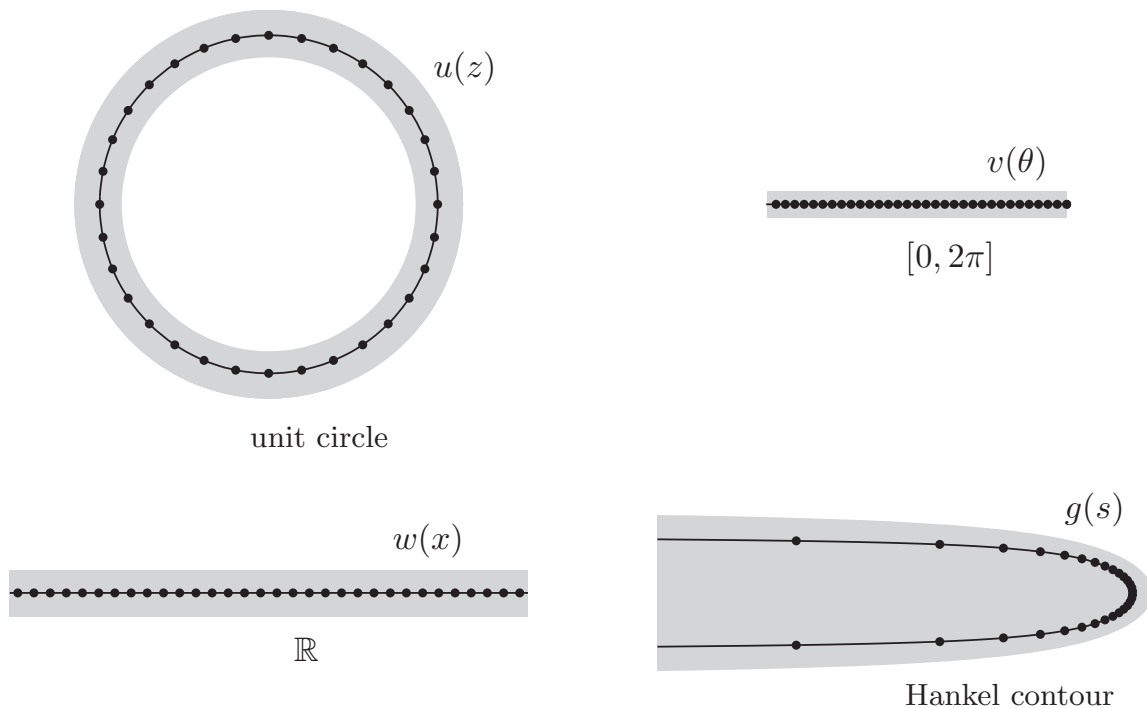 u(z)
unit circle
v(θ)
[0, 2π]
w(x)
ℝ
g(s)
Hankel contour